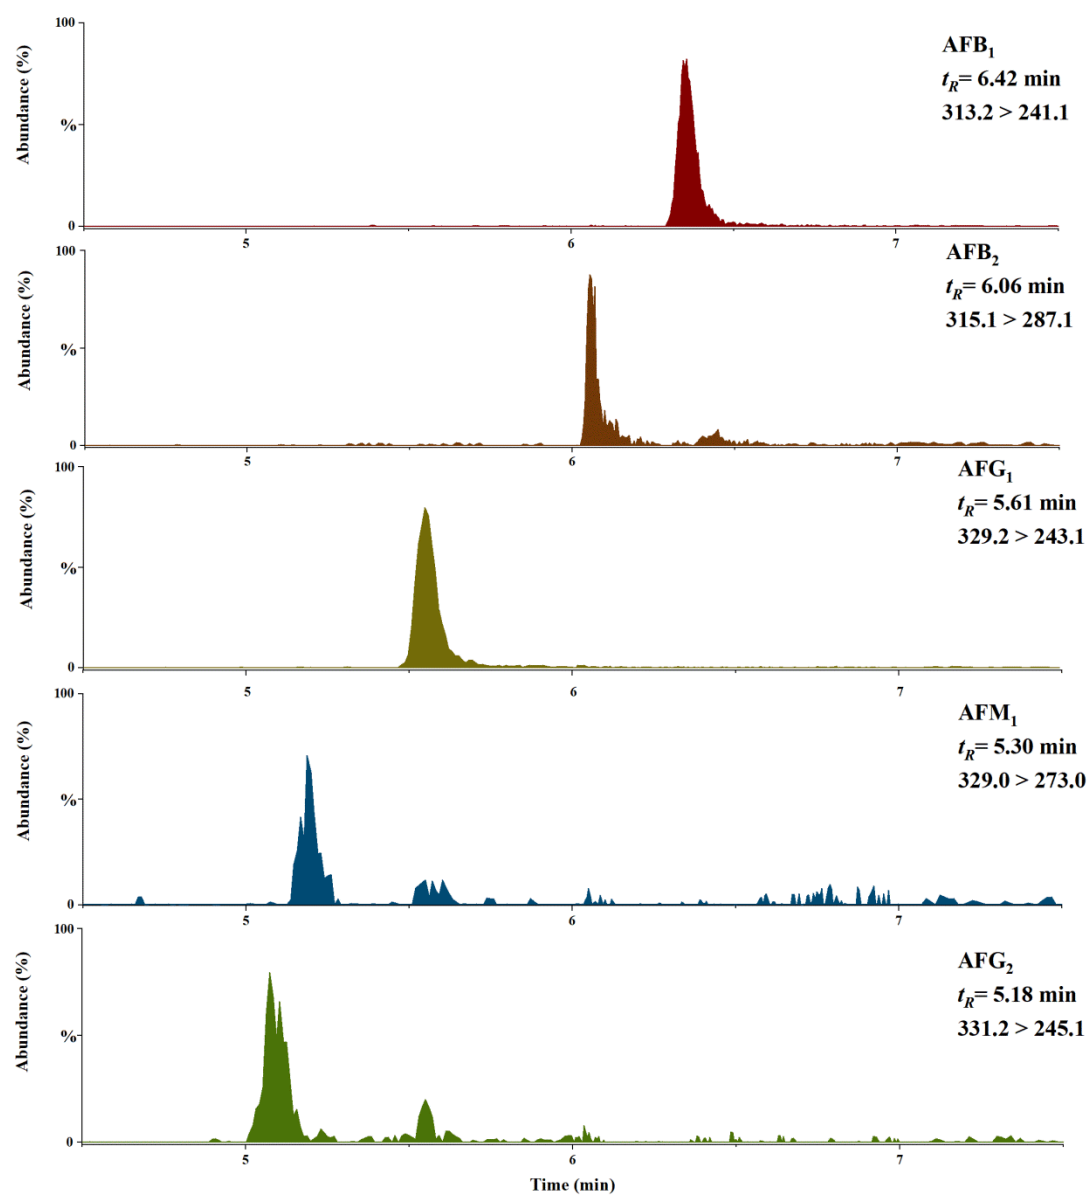 100
Abundance (%)
%
0
5
6
7
AFB₁
tR= 6.42 min
313.2 > 241.1
100
Abundance (%)
%
0
5
6
7
AFB₂
tR= 6.06 min
315.1 > 287.1
100
Abundance (%)
%
0
5
6
7
AFG₁
tR= 5.61 min
329.2 > 243.1
100
Abundance (%)
%
0
5
6
7
AFM₁
tR= 5.30 min
329.0 > 273.0
100
Abundance (%)
%
0
5
6
7
AFG₂
tR= 5.18 min
331.2 > 245.1
Time (min)